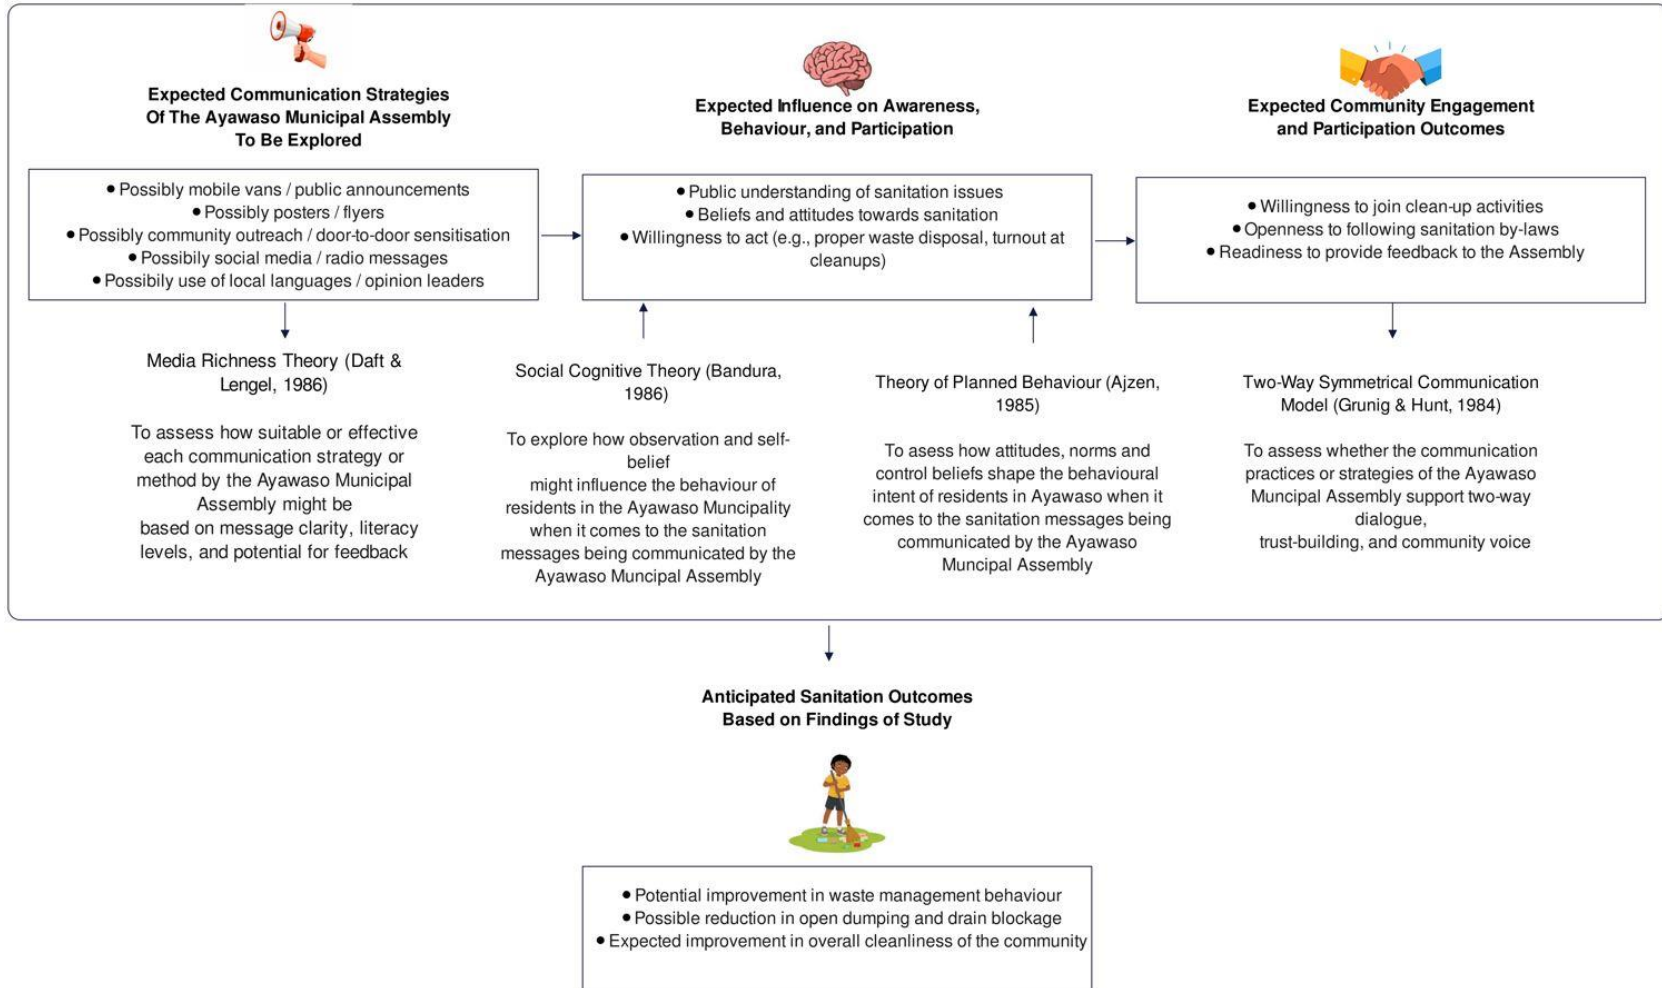 Expected Communication Strategies
Of The Ayawaso Municipal Assembly
To Be Explored
• Possibly mobile vans / public announcements
• Possibly posters / flyers
• Possibly community outreach / door-to-door sensitisation
• Possibily social media / radio messages
• Possibily use of local languages / opinion leaders
Media Richness Theory (Daft &
Lengel, 1986)
To assess how suitable or effective
each communication strategy or
method by the Ayawaso Municipal
Assembly might be
based on message clarity, literacy
levels, and potential for feedback
Expected Influence on Awareness,
Behaviour, and Participation
• Public understanding of sanitation issues
• Beliefs and attitudes towards sanitation
• Willingness to act (e.g., proper waste disposal, turnout at
cleanups)
Social Cognitive Theory (Bandura,
1986)
To explore how observation and self-
belief
might influence the behaviour of
residents in the Ayawaso Muncipality
when it comes to the sanitation
messages being communicated by the
Ayawaso Muncipal Assembly
Theory of Planned Behaviour (Ajzen,
1985)
To asess how attitudes, norms and
control beliefs shape the behavioural
intent of residents in Ayawaso when it
comes to the sanitation messages being
communicated by the Ayawaso
Muncipal Assembly
Expected Community Engagement
and Participation Outcomes
• Willingness to join clean-up activities
• Openness to following sanitation by-laws
• Readiness to provide feedback to the Assembly
Two-Way Symmetrical Communication
Model (Grunig & Hunt, 1984)
To assess whether the communication
practices or strategies of the Ayawaso
Muncipal Assembly support two-way
dialogue,
trust-building, and community voice
Anticipated Sanitation Outcomes
Based on Findings of Study
• Potential improvement in waste management behaviour
• Possible reduction in open dumping and drain blockage
• Expected improvement in overall cleanliness of the community